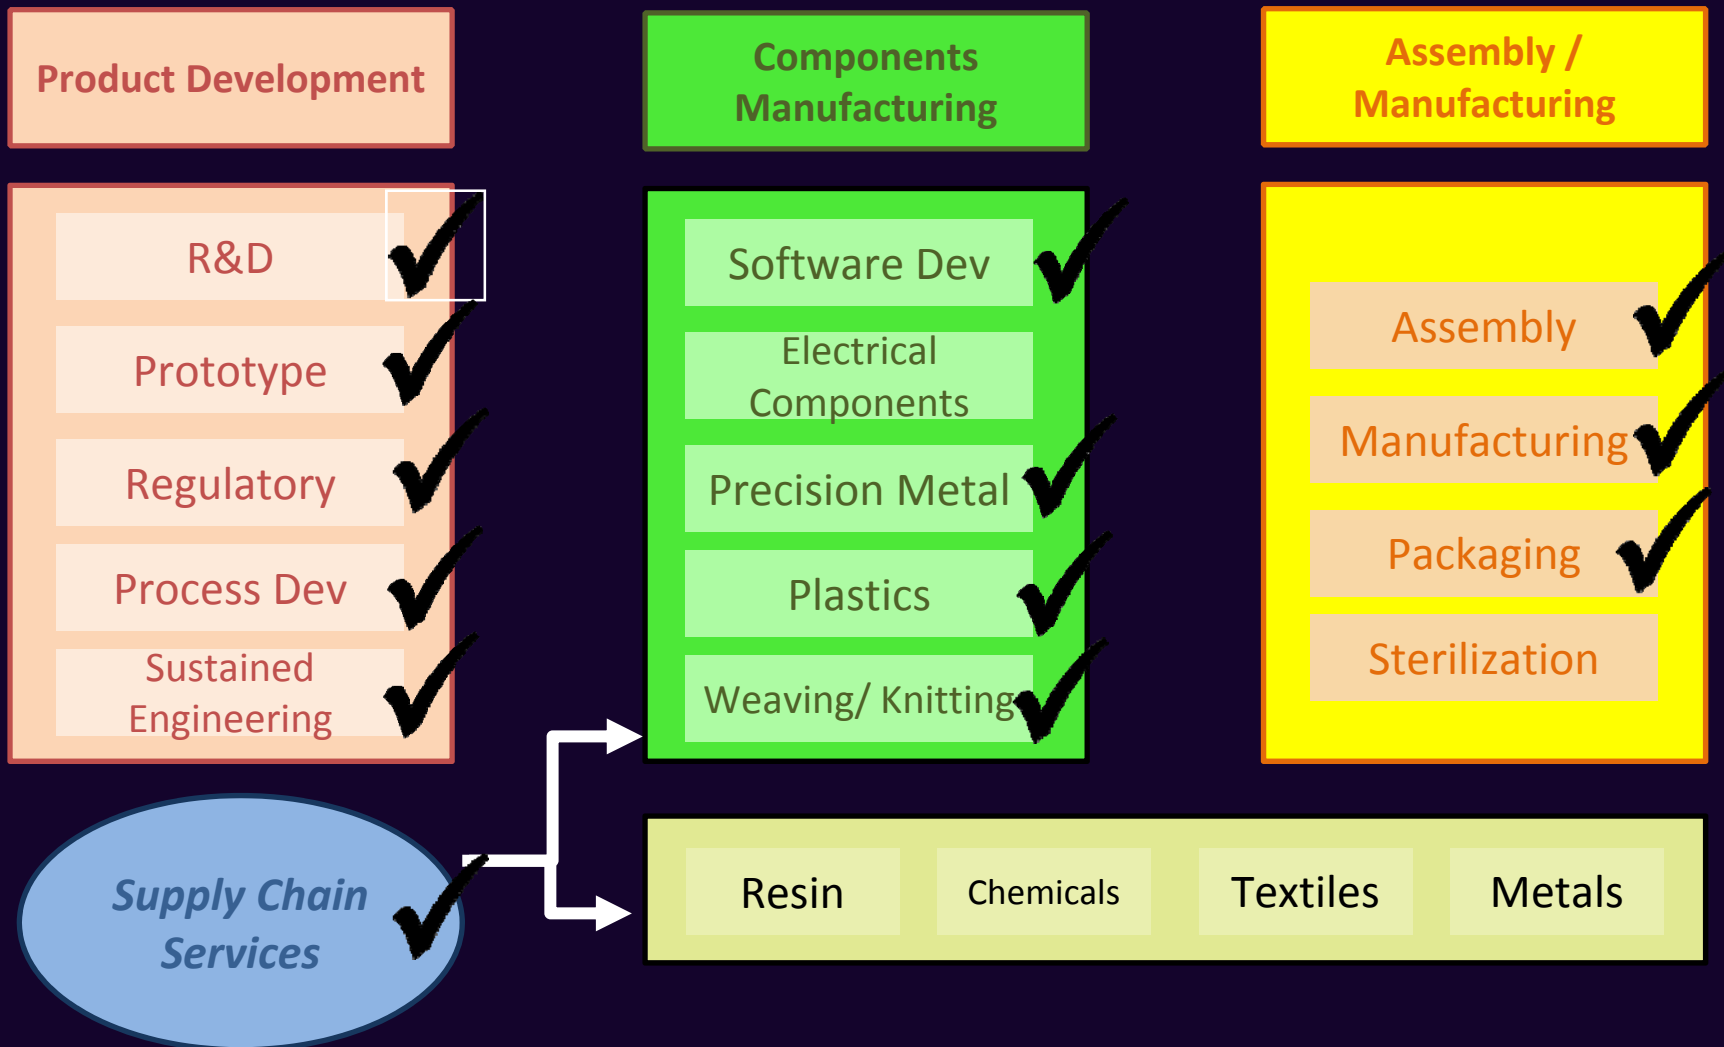 Product Development
Components
Manufacturing
Assembly /
Manufacturing
R&D
Prototype
Regulatory
Process Dev
Sustained
Engineering
Software Dev
Electrical
Components
Precision Metal
Plastics
Weaving/ Knitting
Assembly
Manufacturing
Packaging
Sterilization
Supply Chain
Services
Resin
Chemicals
Textiles
Metals